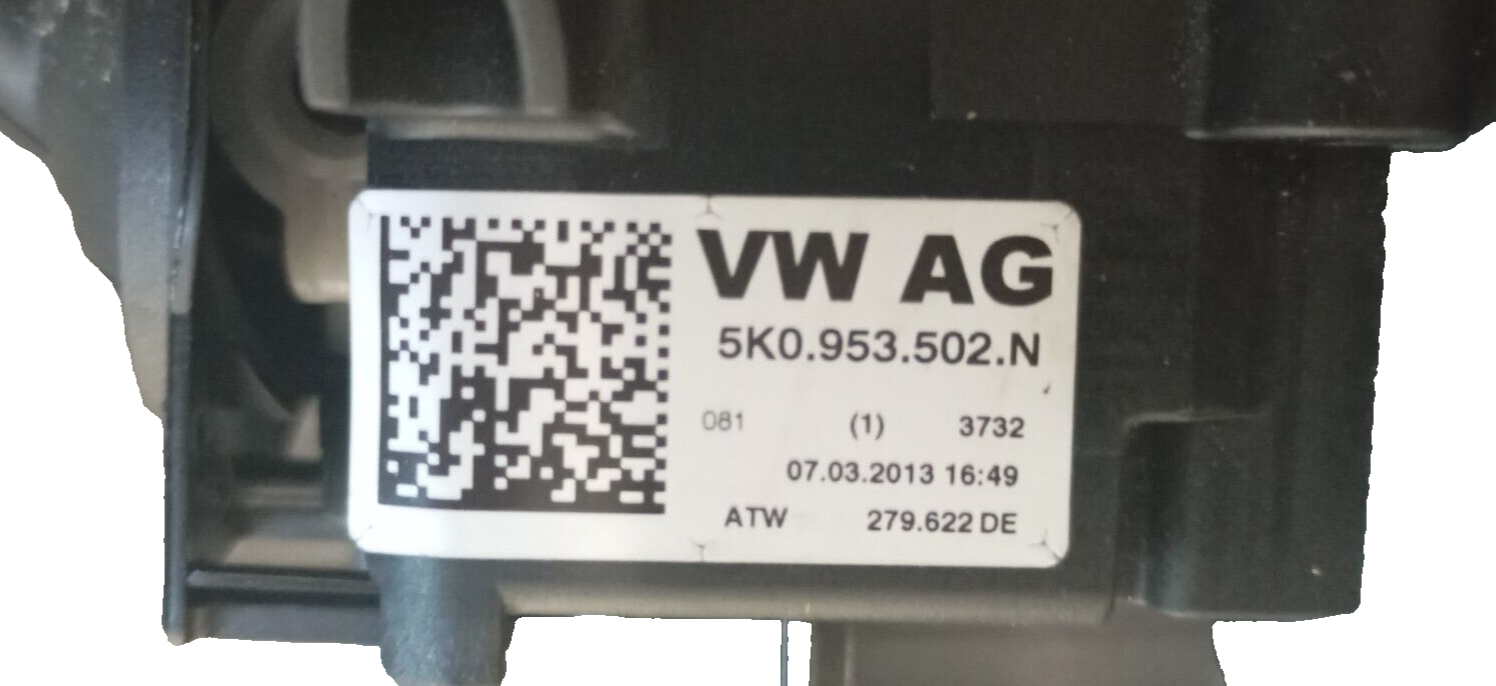 VW AG
5K0.953.502.N
081 (1) 3732
07.03.2013 16:49
ATW 279.622 DE